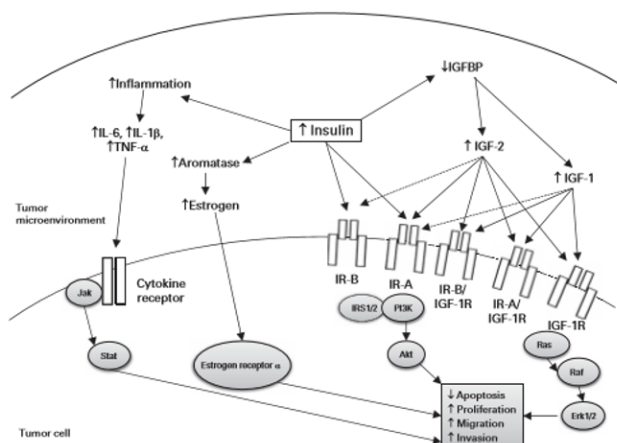 ↓IGFBP
↑Inflammation
↑IL-6, ↑IL-1β,
↑TNF-α
↑ Insulin
↑ IGF-2
↑Aromatase
↑ IGF-1
↑Estrogen
Tumor
microenvironment
Cytokine
receptor
IR-B
IR-A
IR-B/
IGF-1R
IR-A/
IGF-1R
IGF-1R
Jak
IRS1/2
PI3K
Ras
Stat
Estrogen receptor α
Akt
Raf
Erk1/2
↓ Apoptosis
↑ Proliferation
↑ Migration
↑ Invasion
Tumor cell